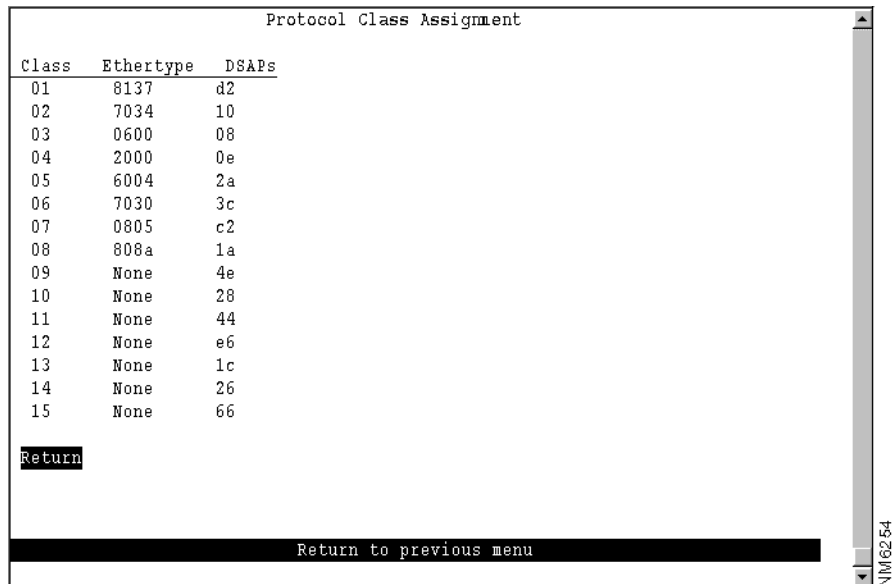 Protocol Class Assignment
Class Ethertype DSAPs
01 8137 d2
02 7034 10
03 0600 08
04 2000 0e
05 6004 2a
06 7030 3c
07 0805 c2
08 808a 1a
09 None 4e
10 None 28
11 None 44
12 None e6
13 None 1c
14 None 26
15 None 66
Return
Return to previous menu
NM6254